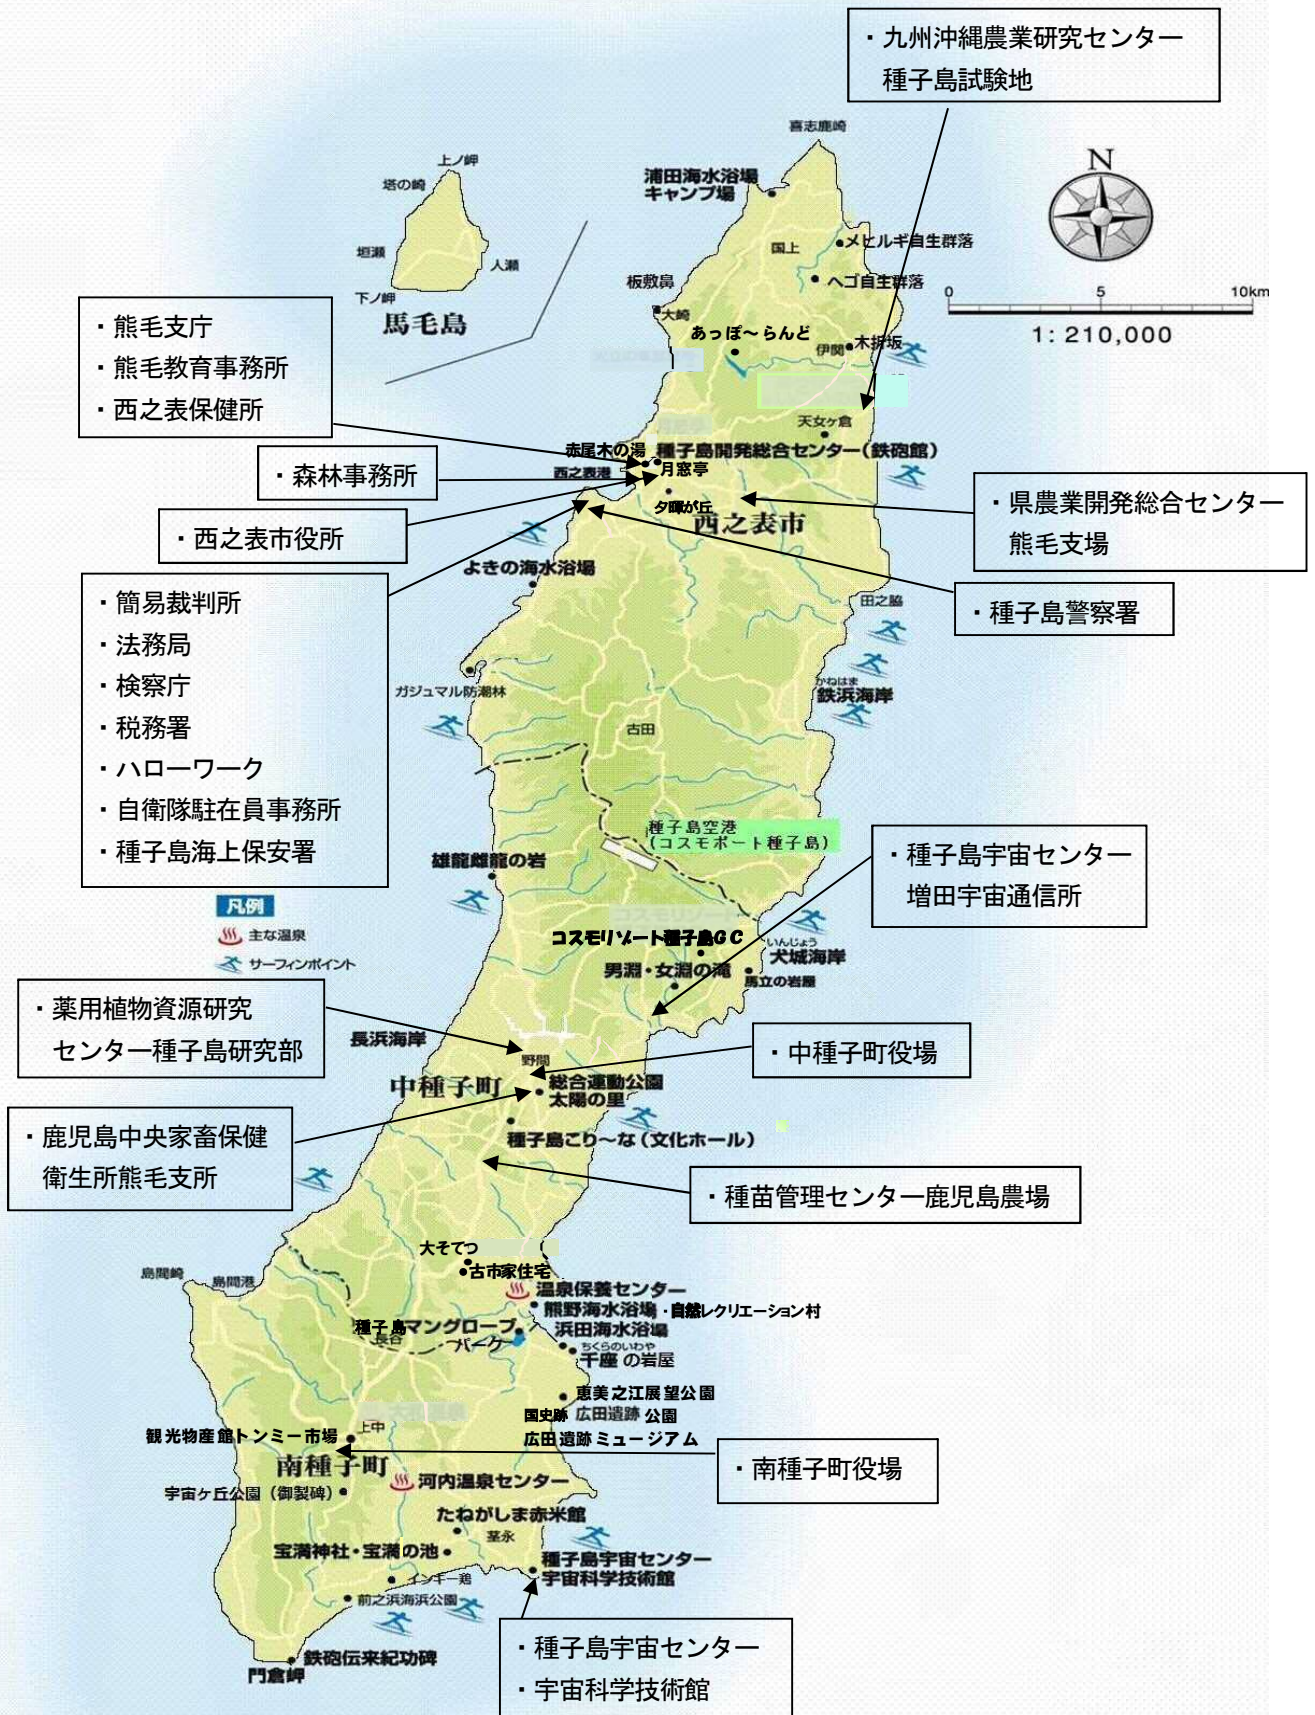 ・九州沖縄農業研究センター
種子島試験地
喜志鹿崎
N
上ノ岬
塔の崎
浦田海水浴場
キャンプ場
国上
メヒルギ自生群落
垣瀬
人瀬
板敷鼻
ヘゴ自生群落
下ノ岬
馬毛島
大崎
0 5 10km
1:210,000
あっぽ～らんど
伊関
木折坂
・熊毛支庁
・熊毛教育事務所
・西之表保健所
天女ヶ倉
赤尾木の湯
種子島開発総合センター(鉄砲館)
・森林事務所
西之表港
月窓亭
夕暉が丘
西之表市
・県農業開発総合センター
熊毛支場
・西之表市役所
よきの海水浴場
・種子島警察署
田之脇
・簡易裁判所
・法務局
・検察庁
・税務署
・ハローワーク
・自衛隊駐在員事務所
・種子島海上保安署
ガジュマル防潮林
かねはま
鉄浜海岸
古田
種子島空港
(コスモポート種子島)
雄龍雌龍の岩
・種子島宇宙センター
増田宇宙通信所
凡例
主な温泉
サーフィンポイント
コスモリゾート種子島GC
いんじょう
犬城海岸
男淵・女淵の滝
馬立の岩屋
・薬用植物資源研究
センター種子島研究部
長浜海岸
野間
・中種子町役場
中種子町
総合運動公園
太陽の里
・鹿児島中央家畜保健
衛生所熊毛支所
種子島こり～な(文化ホール)
・種苗管理センター鹿児島農場
大そてつ
古市家住宅
島間崎
島間港
温泉保養センター
熊野海水浴場・自然レクリエーション村
種子島マングローブ
パーク
長谷
浜田海水浴場
ちくらのいわや
千座の岩屋
恵美之江展望公園
国史跡 広田遺跡 公園
広田遺跡ミュージアム
上中
観光物産館トンミー市場
南種子町
・南種子町役場
河内温泉センター
宇宙ヶ丘公園(御製碑)
たねがしま赤米館
茎永
宝満神社・宝満の池
種子島宇宙センター
宇宙科学技術館
インギー鶏
前之浜海浜公園
鉄砲伝来紀功碑
門倉岬
・種子島宇宙センター
・宇宙科学技術館